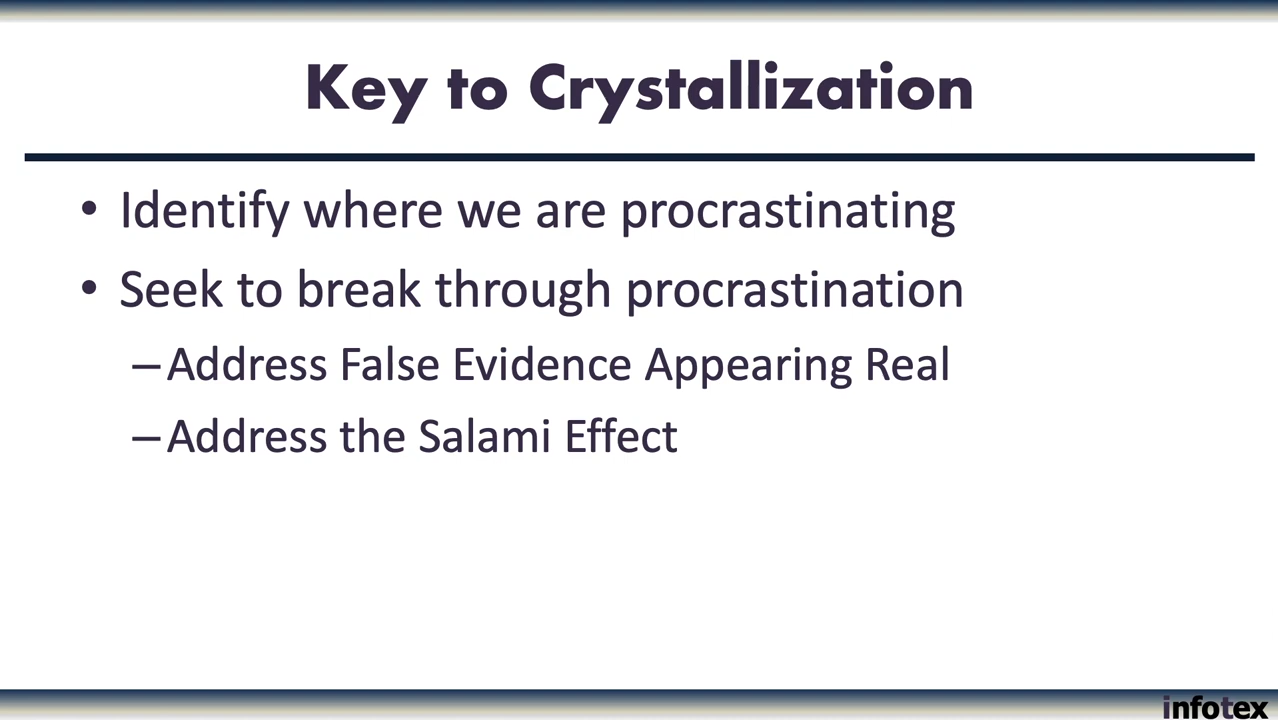 Key to Crystallization
• Identify where we are procrastinating
• Seek to break through procrastination
– Address False Evidence Appearing Real
– Address the Salami Effect
infotex